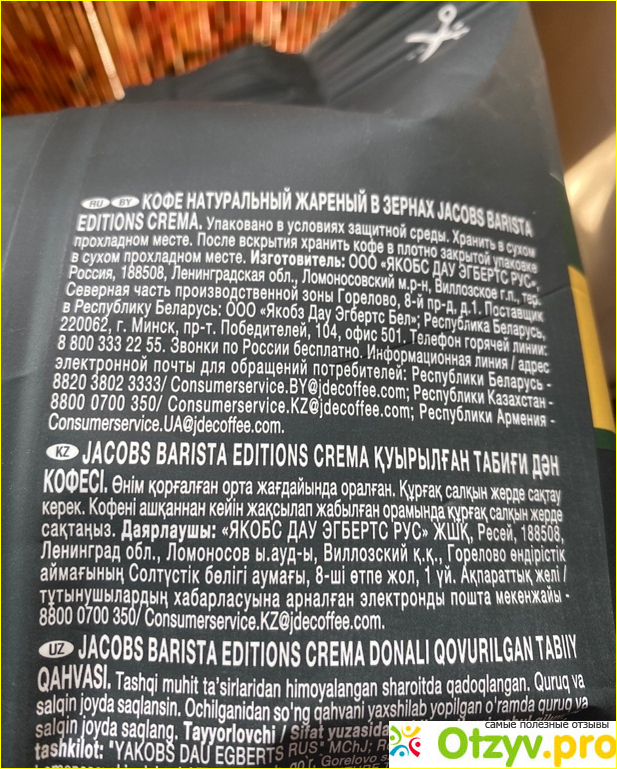 RU BY КОФЕ НАТУРАЛЬНЫЙ ЖАРЕНЫЙ В ЗЕРНАХ JACOBS BARISTA
EDITIONS CREMA. Упаковано в условиях защитной среды. Хранить в сухом
прохладном месте. После вскрытия хранить кофе в плотно закрытой упаковке
в сухом прохладном месте. Изготовитель: ООО «ЯКОБС ДАУ ЭГБЕРТС РУС»,
Россия, 188508, Ленинградская обл., Ломоносовский м.р-н, Виллозское г.п., тер.
Северная часть производственной зоны Горелово, 8-й пр-д, д.1. Поставщик
в Республику Беларусь: ООО «Якобз Дау Эгбертс Бел»; Республика Беларусь,
220062, г. Минск, пр-т. Победителей, 104, офис 501. Телефон горячей линии:
8 800 333 22 55. Звонки по России бесплатно. Информационная линия / адрес
электронной почты для обращений потребителей: Республики Беларусь -
8820 3802 3333/ Consumerservice.BY@jdecoffee.com; Республики Казахстан -
8800 0700 350/ Consumerservice.KZ@jdecoffee.com; Республики Армения -
Consumerservice.UA@jdecoffee.com.
KZ JACOBS BARISTA EDITIONS CREMA ҚУЫРЫЛҒАН ТАБИҒИ ДӘН
КОФЕСІ. Өнім қорғалған орта жағдайында оралған. Құрғақ салқын жерде сақтау
керек. Кофені ашқаннан кейін жақсылап жабылған орамында құрғақ салқын жерде
сақтаңыз. Даярлаушы: «ЯКОБС ДАУ ЭГБЕРТС РУС» ЖШҚ, Ресей, 188508,
Ленинград обл., Ломоносов ы.ауд-ы, Виллозский қ.қ., Горелово өндірістік
аймағының Солтүстік бөлігі аумағы, 8-ші өтпе жол, 1 үй. Ақпараттық желі /
тұтынушылардың хабарласуына арналған электронды пошта мекенжайы -
8800 0700 350/ Consumerservice.KZ@jdecoffee.com.
UZ JACOBS BARISTA EDITIONS CREMA DONALI QOVURILGAN TABIIY
QAHVASI. Tashqi muhit ta'sirlaridan himoyalangan sharoitda qadoqlangan. Quruq va
salqin joyda saqlansin. Ochilganidan so'ng qahvani yaxshilab yopilgan o'ramda quruq va
salqin joyda saqlang. Tayyorlovchi / Sifat yuzasidan
tashkilot: "YAKOBS DAU EGBERTS RUS" MChJ;
самые полезные отзывы
Otzyv.pro